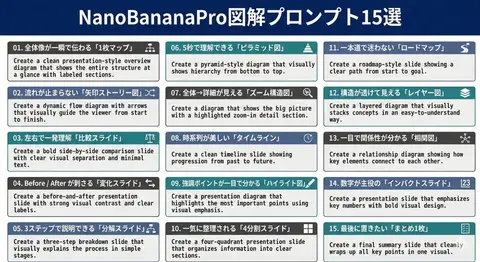 NanoBananaPro図解プロンプト15選
01. 全体像が一瞬で伝わる「1枚マップ」
Create a clean presentation-style overview
diagram that shows the entire structure at
a glance with labeled sections.
02. 流れが止まらない「矢印ストーリー図」
Create a dynamic flow diagram with arrows
that visually guide the viewer from start
to finish.
03. 左右で一発理解「比較スライド」
Create a bold side-by-side comparison slide
with clear visual separation and minimal
text.
04. Before / After が刺さる「変化スライド」
Create a before-and-after presentation
slide with strong visual contrast and clear
labels.
05. 3ステップで説明できる「分解スライド」
Create a three-step breakdown slide that
visually explains the process in simple
stages.
06. 5秒で理解できる「ピラミッド図」
Create a pyramid-style diagram that visually
shows hierarchy from bottom to top.
07. 全体→詳細が見える「ズーム構造図」
Create a diagram that shows the big picture
with a highlighted zoom-in detail section.
08. 時系列が美しい「タイムライン」
Create a clean timeline slide showing
progression from past to future.
09. 強調ポイントが一目で分かる「ハイライト図」
Create a presentation diagram that
highlights the most important points using
visual emphasis.
10. 一気に整理される「4分割スライド」
Create a four-quadrant presentation slide
that organizes information into clear
sections.
11. 一本道で迷わない「ロードマップ」
Create a roadmap-style slide showing a
clear path from start to goal.
12. 構造が透けて見える「レイヤー図」
Create a layered diagram that visually
stacks concepts in an easy-to-understand
way.
13. 一目で関係性が分かる「相関図」
Create a relationship diagram showing how
key elements connect to each other.
14. 数字が主役の「インパクトスライド」
23
Create a presentation slide that emphasizes
key numbers with bold visual design.
15. 最後に置きたい「まとめ1枚」
Create a final summary slide that cleanly
wraps up all key points in one visual.